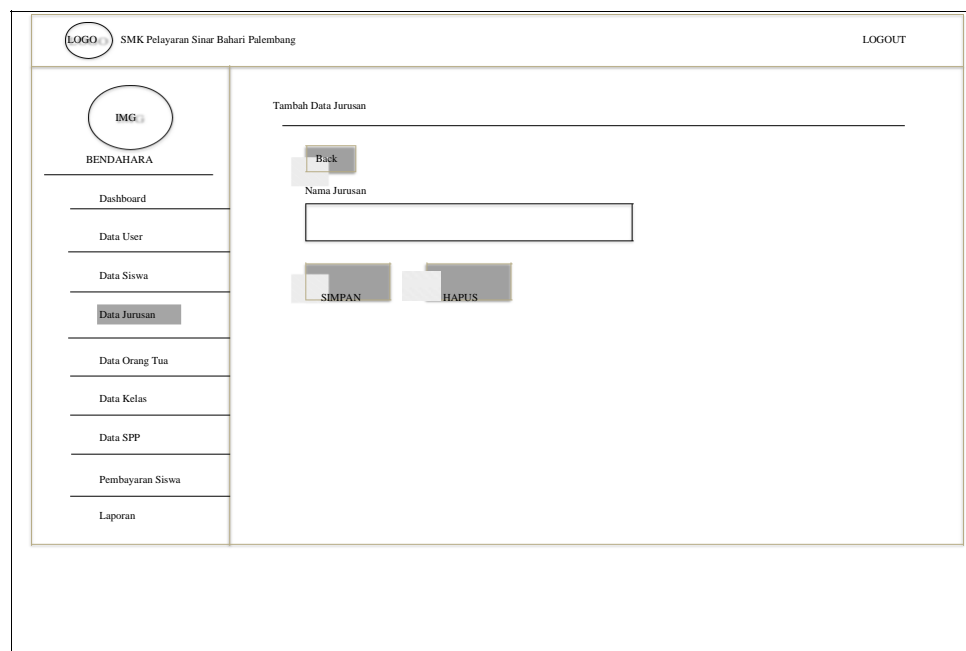 LOGO SMK Pelayaran Sinar Bahari Palembang LOGOUT
IMG
BENDAHARA
Dashboard
Data User
Data Siswa
Data Jurusan
Data Orang Tua
Data Kelas
Data SPP
Pembayaran Siswa
Laporan
Tambah Data Jurusan
Back
Nama Jurusan
SIMPAN HAPUS